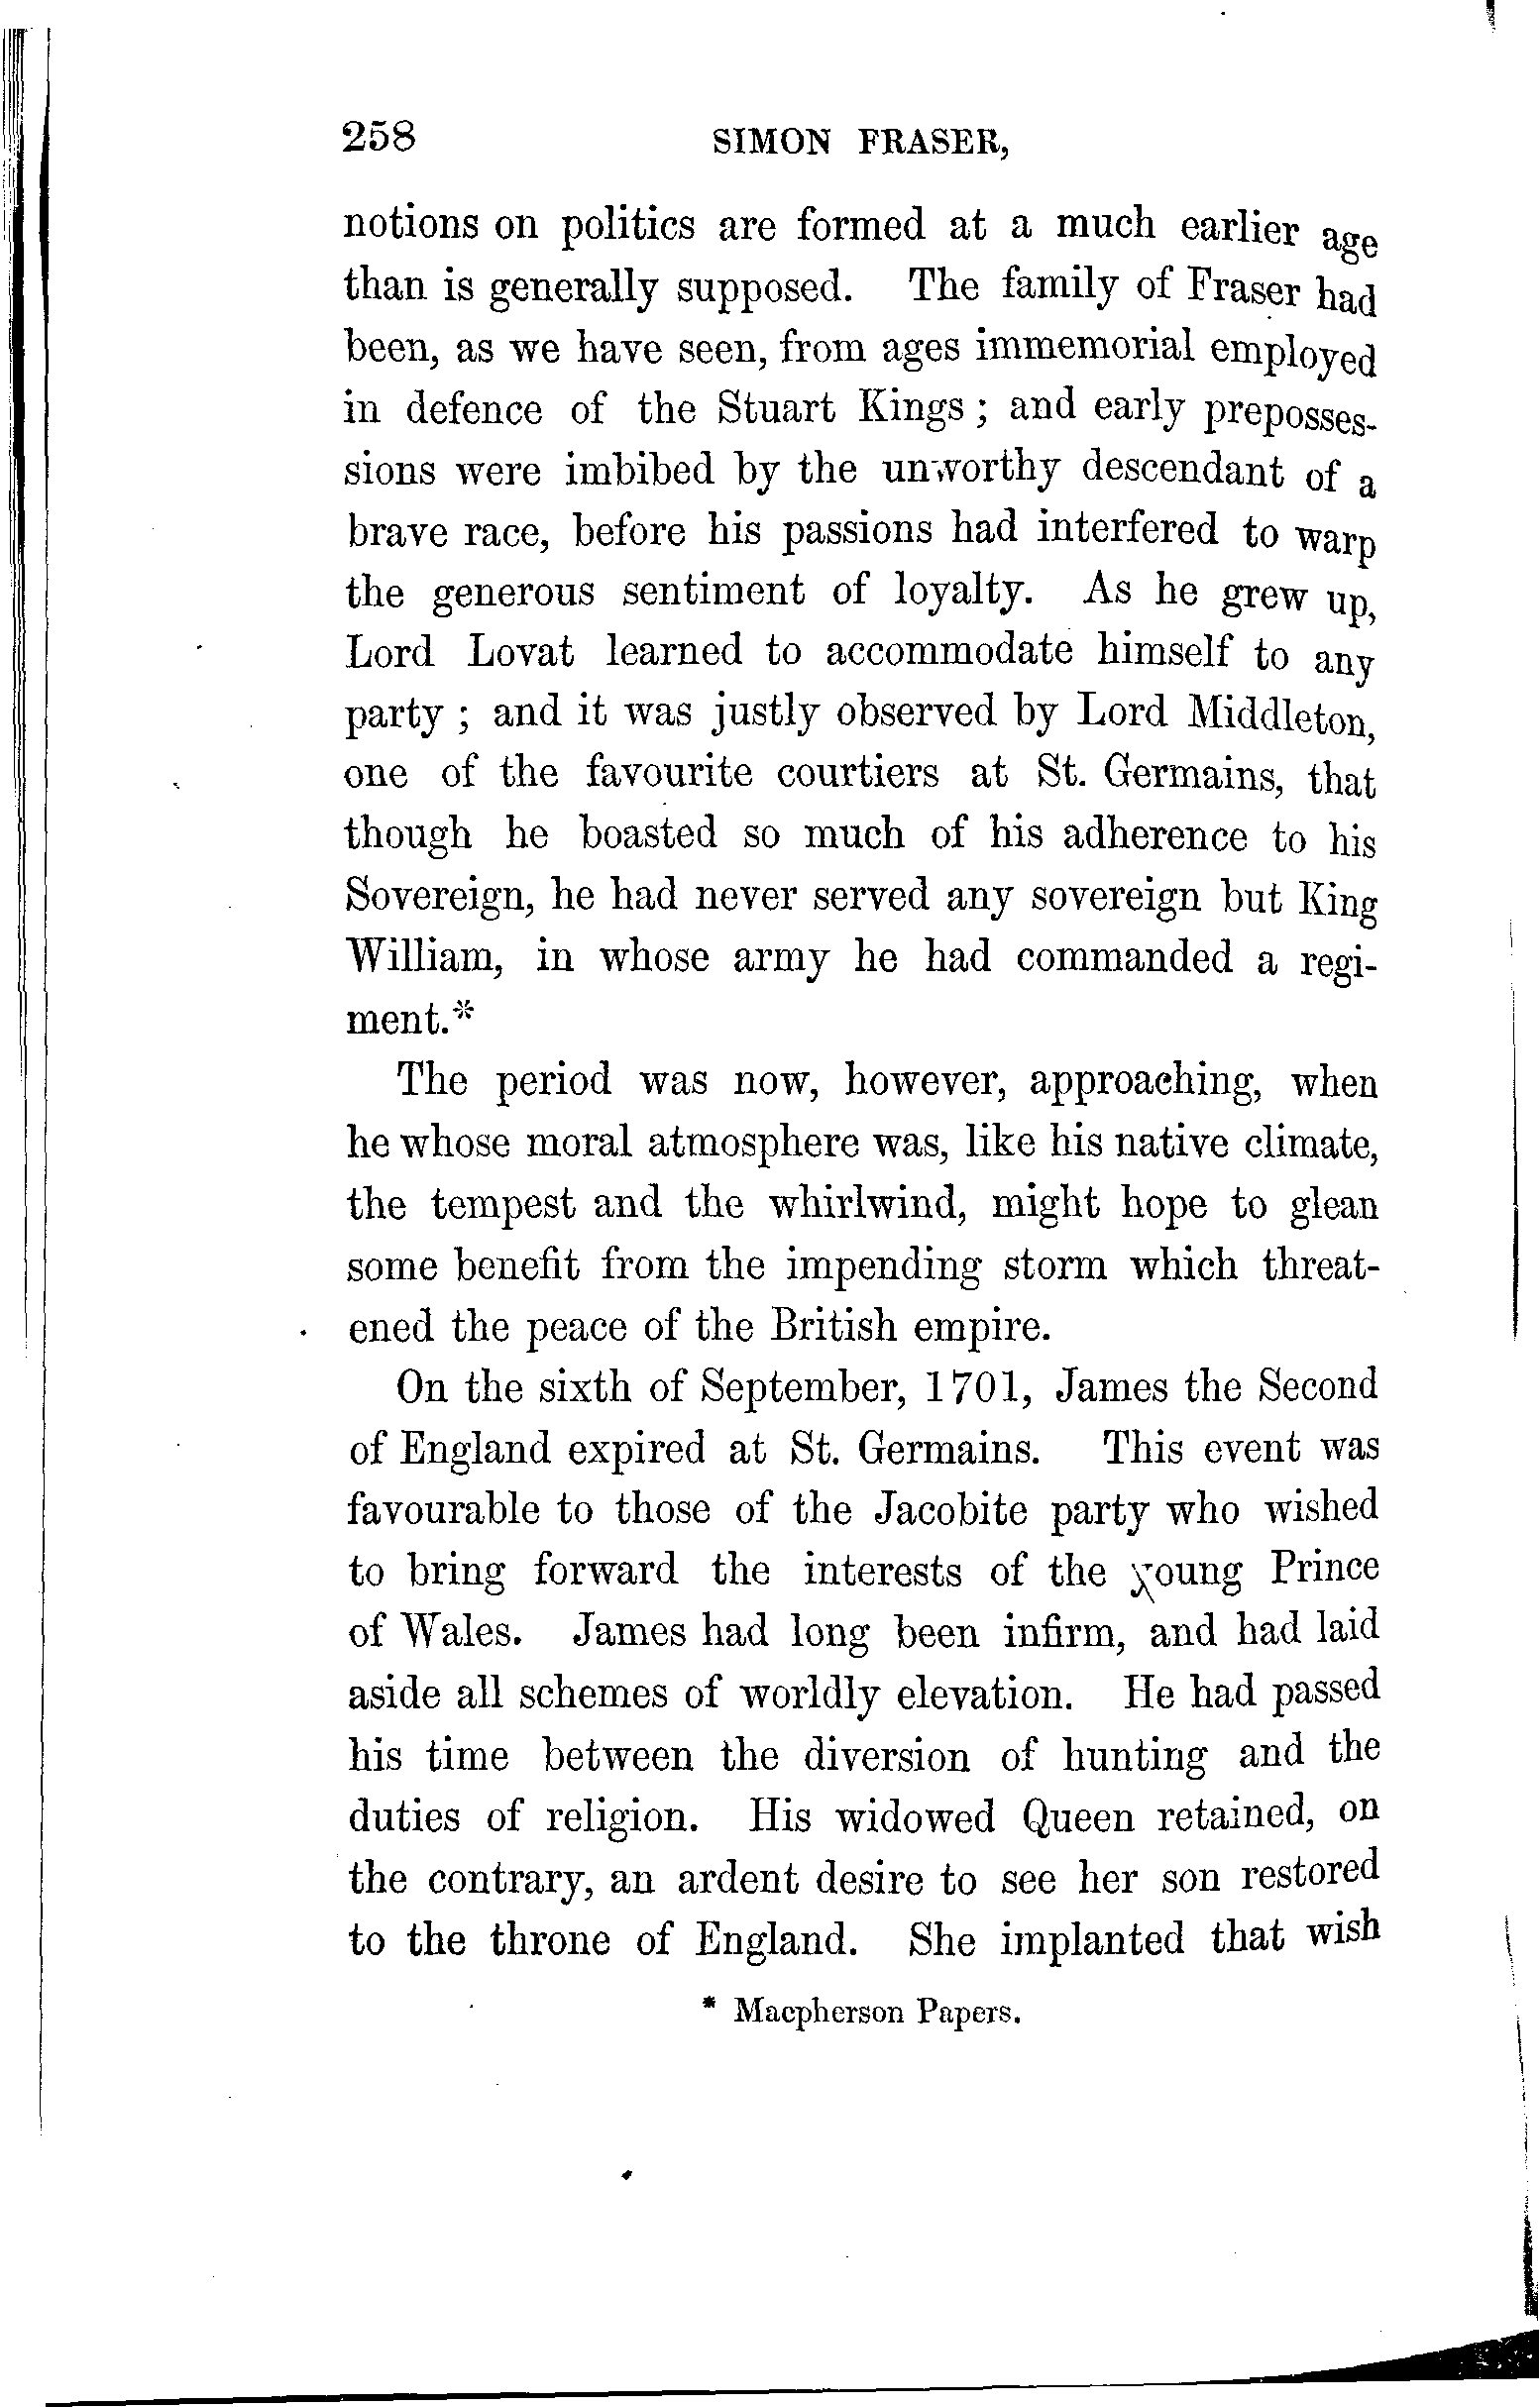 258 SIMON FRASER,
notions on politics are formed at a much earlier age
than is generally supposed. The family of Fraser had
been, as we have seen, from ages immemorial employed
in defence of the Stuart Kings; and early preposses-
sions were imbibed by the unworthy descendant of a
brave race, before his passions had interfered to warp
the generous sentiment of loyalty. As he grew up,
Lord Lovat learned to accommodate himself to any
party; and it was justly observed by Lord Middleton,
one of the favourite courtiers at St. Germains, that
though he boasted so much of his adherence to his
Sovereign, he had never served any sovereign but King
William, in whose army he had commanded a regi-
ment.*
The period was now, however, approaching, when
he whose moral atmosphere was, like his native climate,
the tempest and the whirlwind, might hope to glean
some benefit from the impending storm which threat-
ened the peace of the British empire.
On the sixth of September, 1701, James the Second
of England expired at St. Germains. This event was
favourable to those of the Jacobite party who wished
to bring forward the interests of the young Prince
of Wales. James had long been infirm, and had laid
aside all schemes of worldly elevation. He had passed
his time between the diversion of hunting and the
duties of religion. His widowed Queen retained, on
the contrary, an ardent desire to see her son restored
to the throne of England. She implanted that wish
* Macpherson Papers.